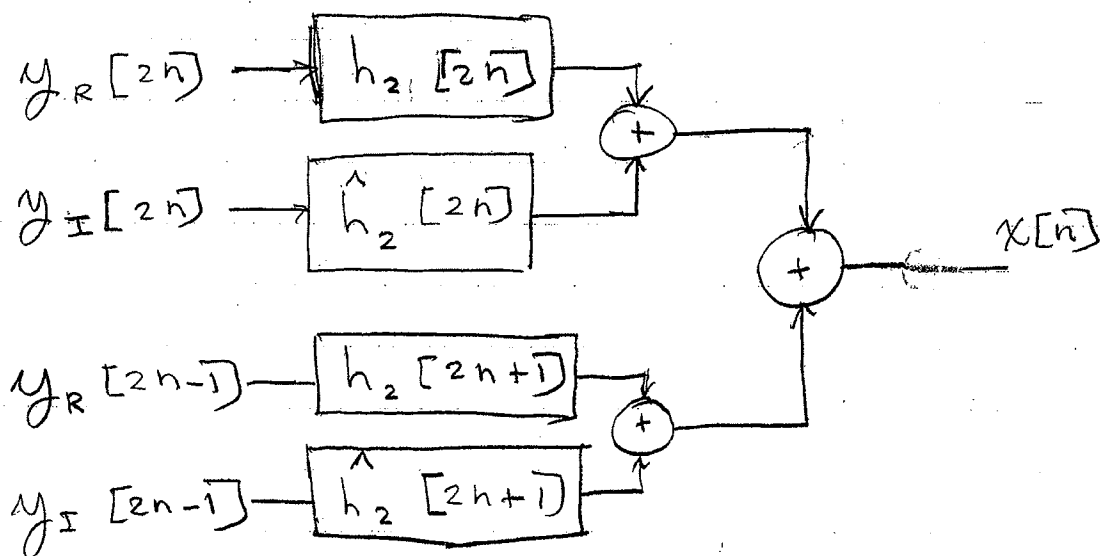 y_R [2n] h_2 [2n]
+
y_I [2n] ĥ_2 [2n]
+ x[n]
y_R [2n-1] h_2 [2n+1]
+
y_I [2n-1] ĥ_2 [2n+1]